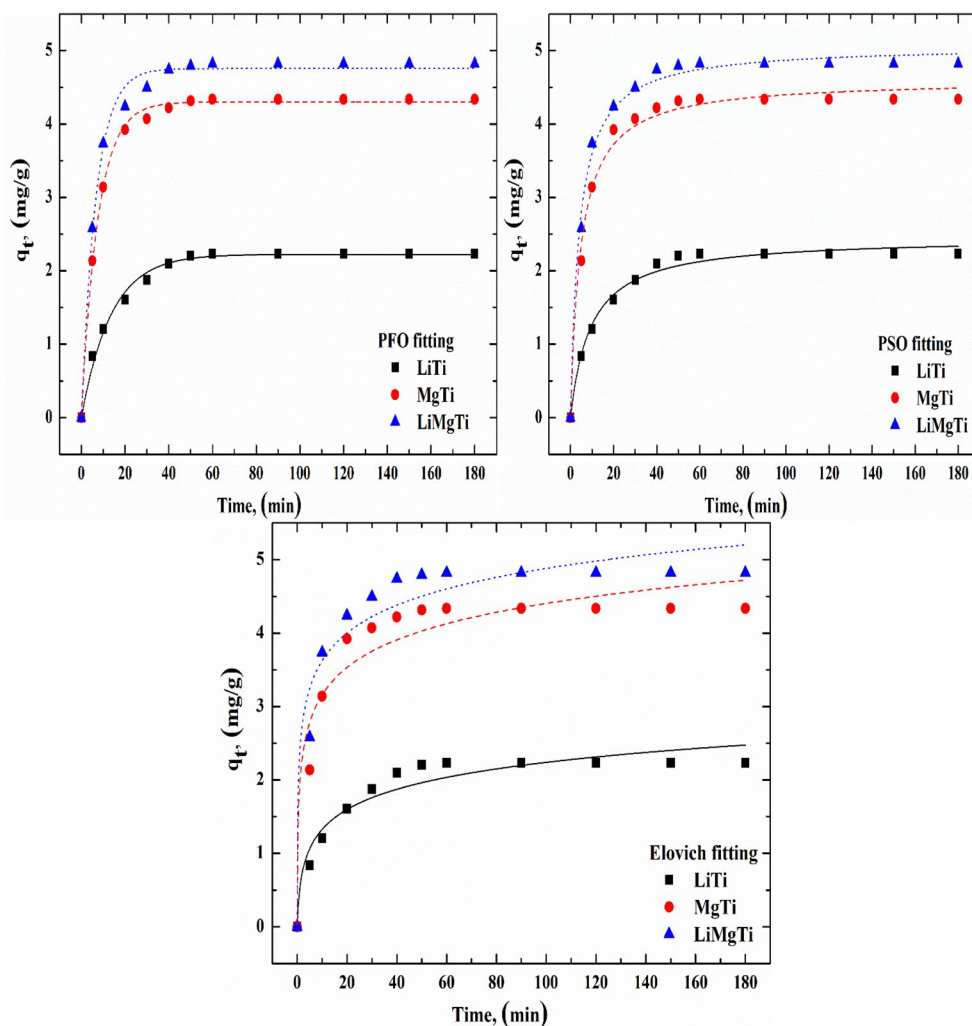 5
4
3
2
1
0
q_t, (mg/g)
PFO fitting
LiTi
MgTi
LiMgTi
0 20 40 60 80 100 120 140 160 180
Time, (min)
5
4
3
2
1
0
q_t, (mg/g)
PSO fitting
LiTi
MgTi
LiMgTi
0 20 40 60 80 100 120 140 160 180
Time, (min)
5
4
3
2
1
0
q_t, (mg/g)
Elovich fitting
LiTi
MgTi
LiMgTi
0 20 40 60 80 100 120 140 160 180
Time, (min)